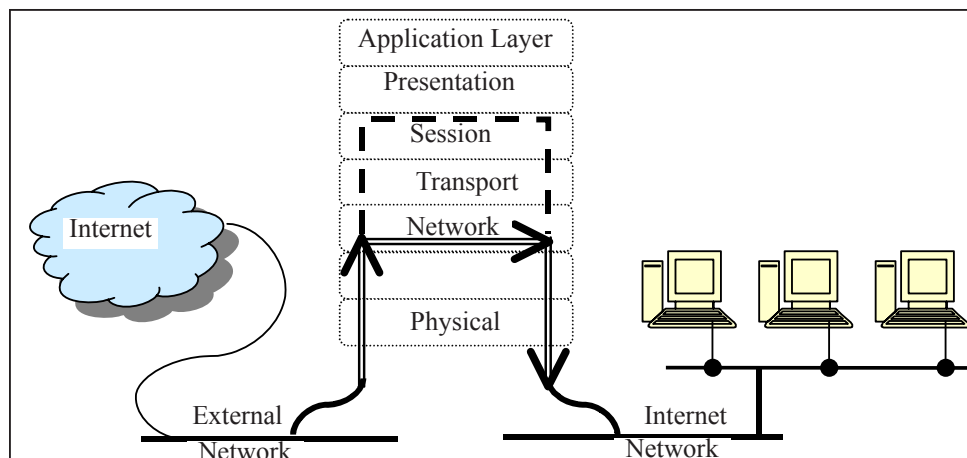 Application Layer
Presentation
Session
Transport
Internet
Network
Physical
External
Network
Internet
Network